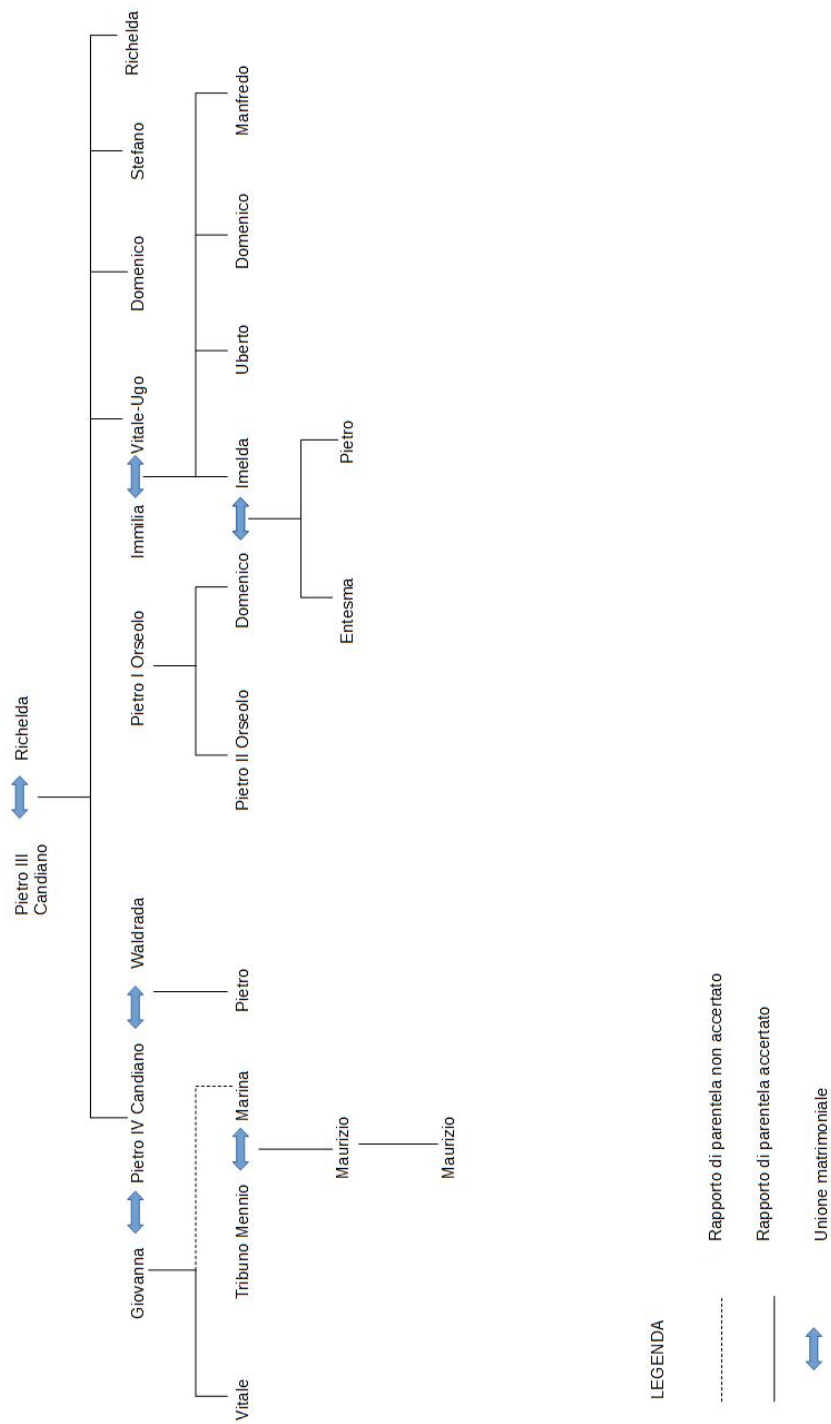 Pietro III
Candiano
Richelda
Giovanna
Pietro IV Candiano
Waldrada
Pietro I Orseolo
Immilia
Vitale-Ugo
Domenico
Stefano
Richelda
Vitale
Tribuno Mennio
Marina
Pietro
Pietro II Orseolo
Domenico
Imelda
Uberto
Domenico
Manfredo
Maurizio
Entesma
Pietro
Maurizio
LEGENDA
Rapporto di parentela non accertato
Rapporto di parentela accertato
Unione matrimoniale